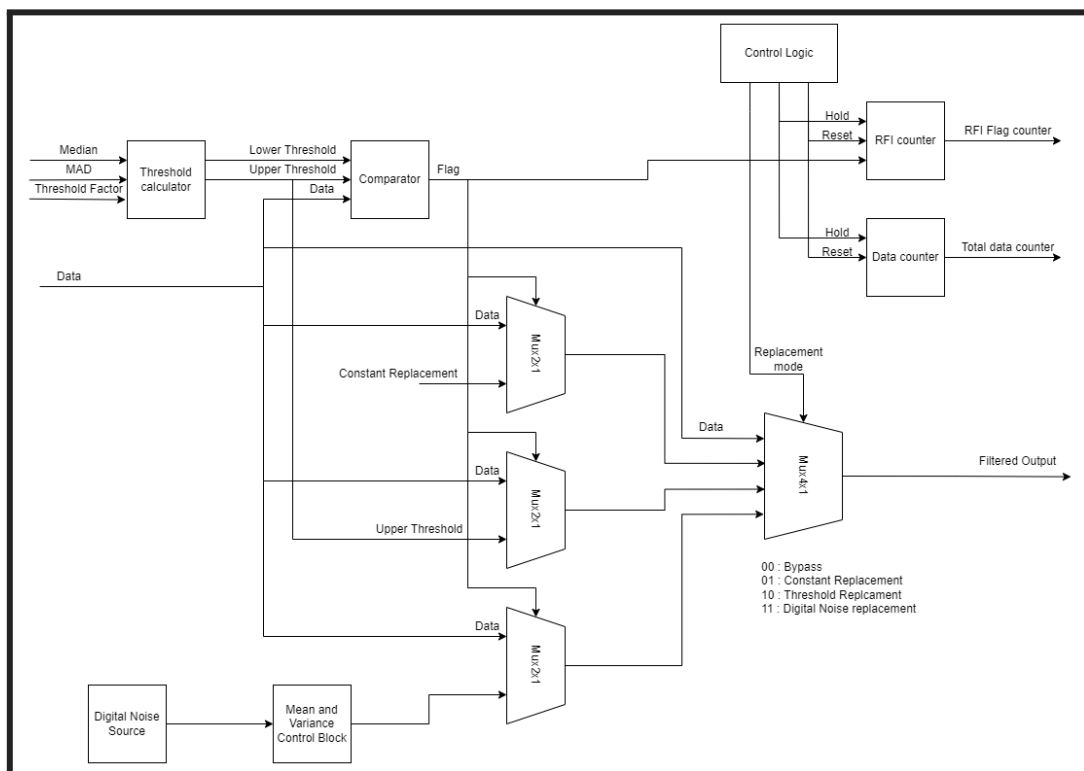 Control Logic
Hold
Reset
RFI counter
RFI Flag counter
Median
MAD
Threshold Factor
Threshold
calculator
Lower Threshold
Upper Threshold
Data
Comparator
Flag
Hold
Reset
Data counter
Total data counter
Data
Data
Mux2x1
Constant Replacement
Replacement
mode
Data
Mux4x1
Filtered Output
Data
Mux2x1
Upper Threshold
00 : Bypass
01 : Constant Replacement
10 : Threshold Replcament
11 : Digital Noise replacement
Data
Mux2x1
Digital Noise
Source
Mean and
Variance
Control Block